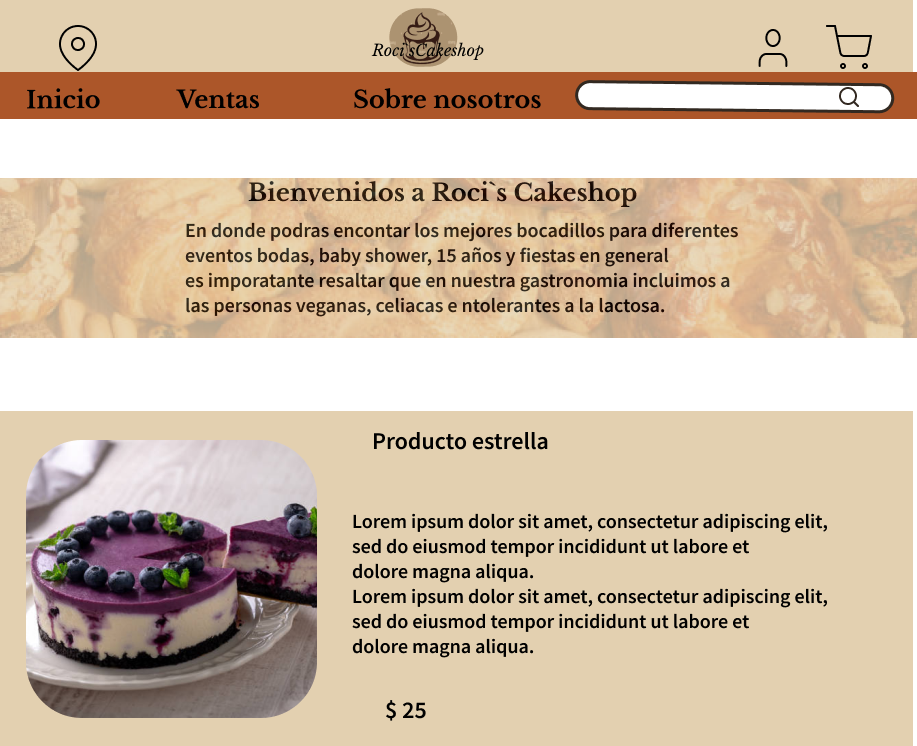 Roci`sCakeshop
Inicio Ventas Sobre nosotros
Bienvenidos a Roci`s Cakeshop
En donde podras encontar los mejores bocadillos para diferentes
eventos bodas, baby shower, 15 años y fiestas en general
es imporatante resaltar que en nuestra gastronomia incluimos a
las personas veganas, celiacas e ntolerantes a la lactosa.
Producto estrella
Lorem ipsum dolor sit amet, consectetur adipiscing elit,
sed do eiusmod tempor incididunt ut labore et
dolore magna aliqua.
Lorem ipsum dolor sit amet, consectetur adipiscing elit,
sed do eiusmod tempor incididunt ut labore et
dolore magna aliqua.
$ 25